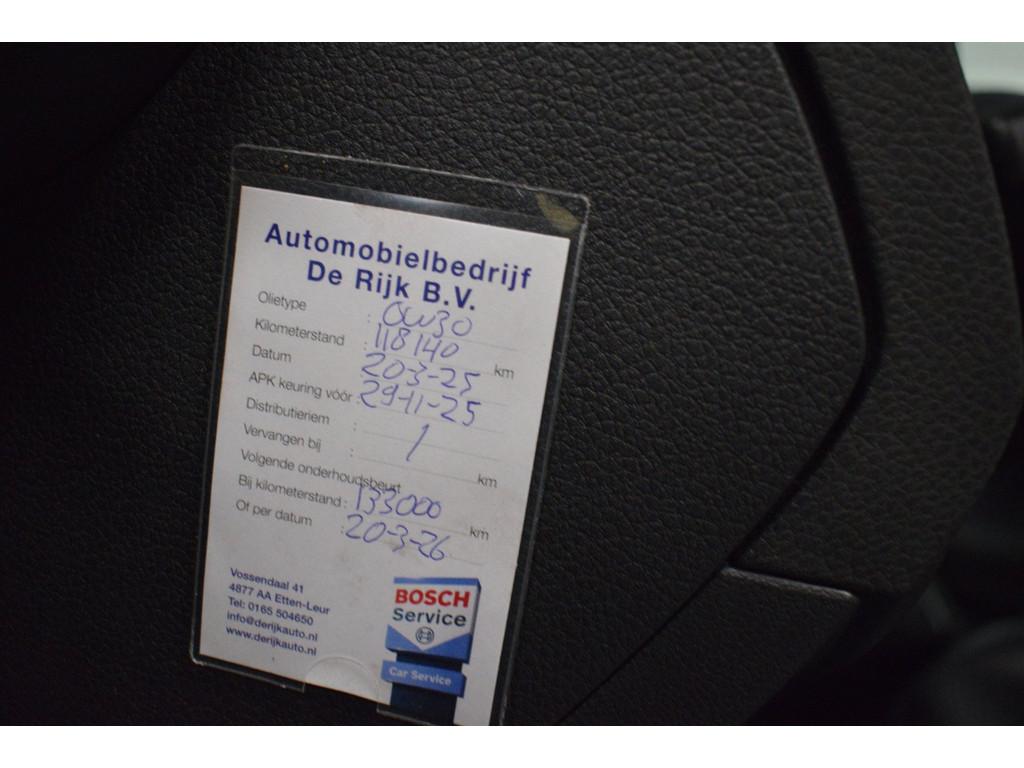 Automobielbedrijf
De Rijk B.V.
Olietype : 0W30
Kilometerstand : 118140 km
Datum 20-3-25
APK keuring vóór : 29-11-25
Distributieriem : /
Vervangen bij : km
Volgende onderhoudsbeurt
Bij kilometerstand : 133000 km
Of per datum : 20-3-26
Vossendaal 41
4877 AA Etten-Leur
Tel: 0165 504650
info@derijkauto.nl
www.derijkauto.nl
BOSCH
Service
Car Service